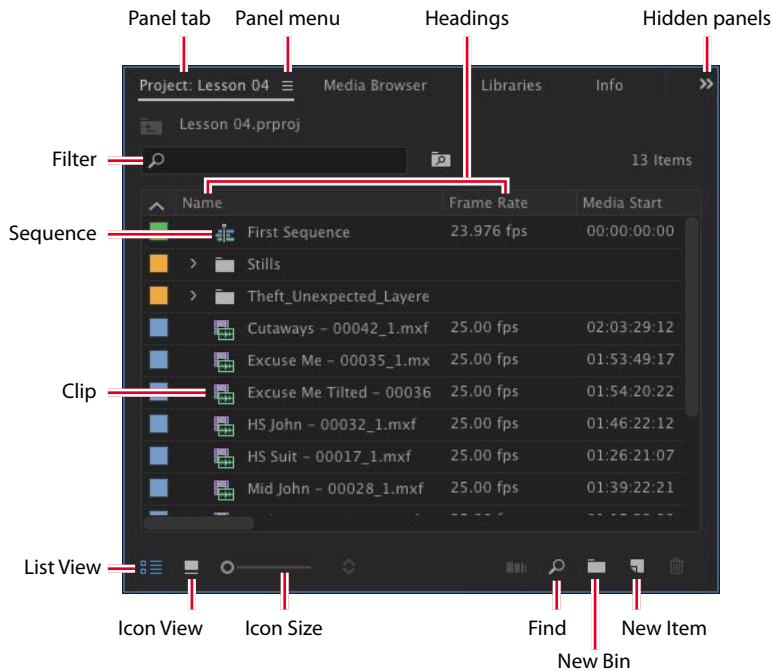 Panel tab Panel menu Headings Hidden panels
Project: Lesson 04 Media Browser Libraries Info
Lesson 04.prproj
Filter 13 Items
Name Frame Rate Media Start
Sequence First Sequence 23.976 fps 00:00:00:00
Stills
Theft_Unexpected_Layere
Cutaways – 00042_1.mxf 25.00 fps 02:03:29:12
Excuse Me – 00035_1.mx 25.00 fps 01:53:49:17
Clip Excuse Me Tilted – 00036 25.00 fps 01:54:20:22
HS John – 00032_1.mxf 25.00 fps 01:46:22:12
HS Suit – 00017_1.mxf 25.00 fps 01:26:21:07
Mid John – 00028_1.mxf 25.00 fps 01:39:22:21
List View
Icon View Icon Size Find New Item
New Bin